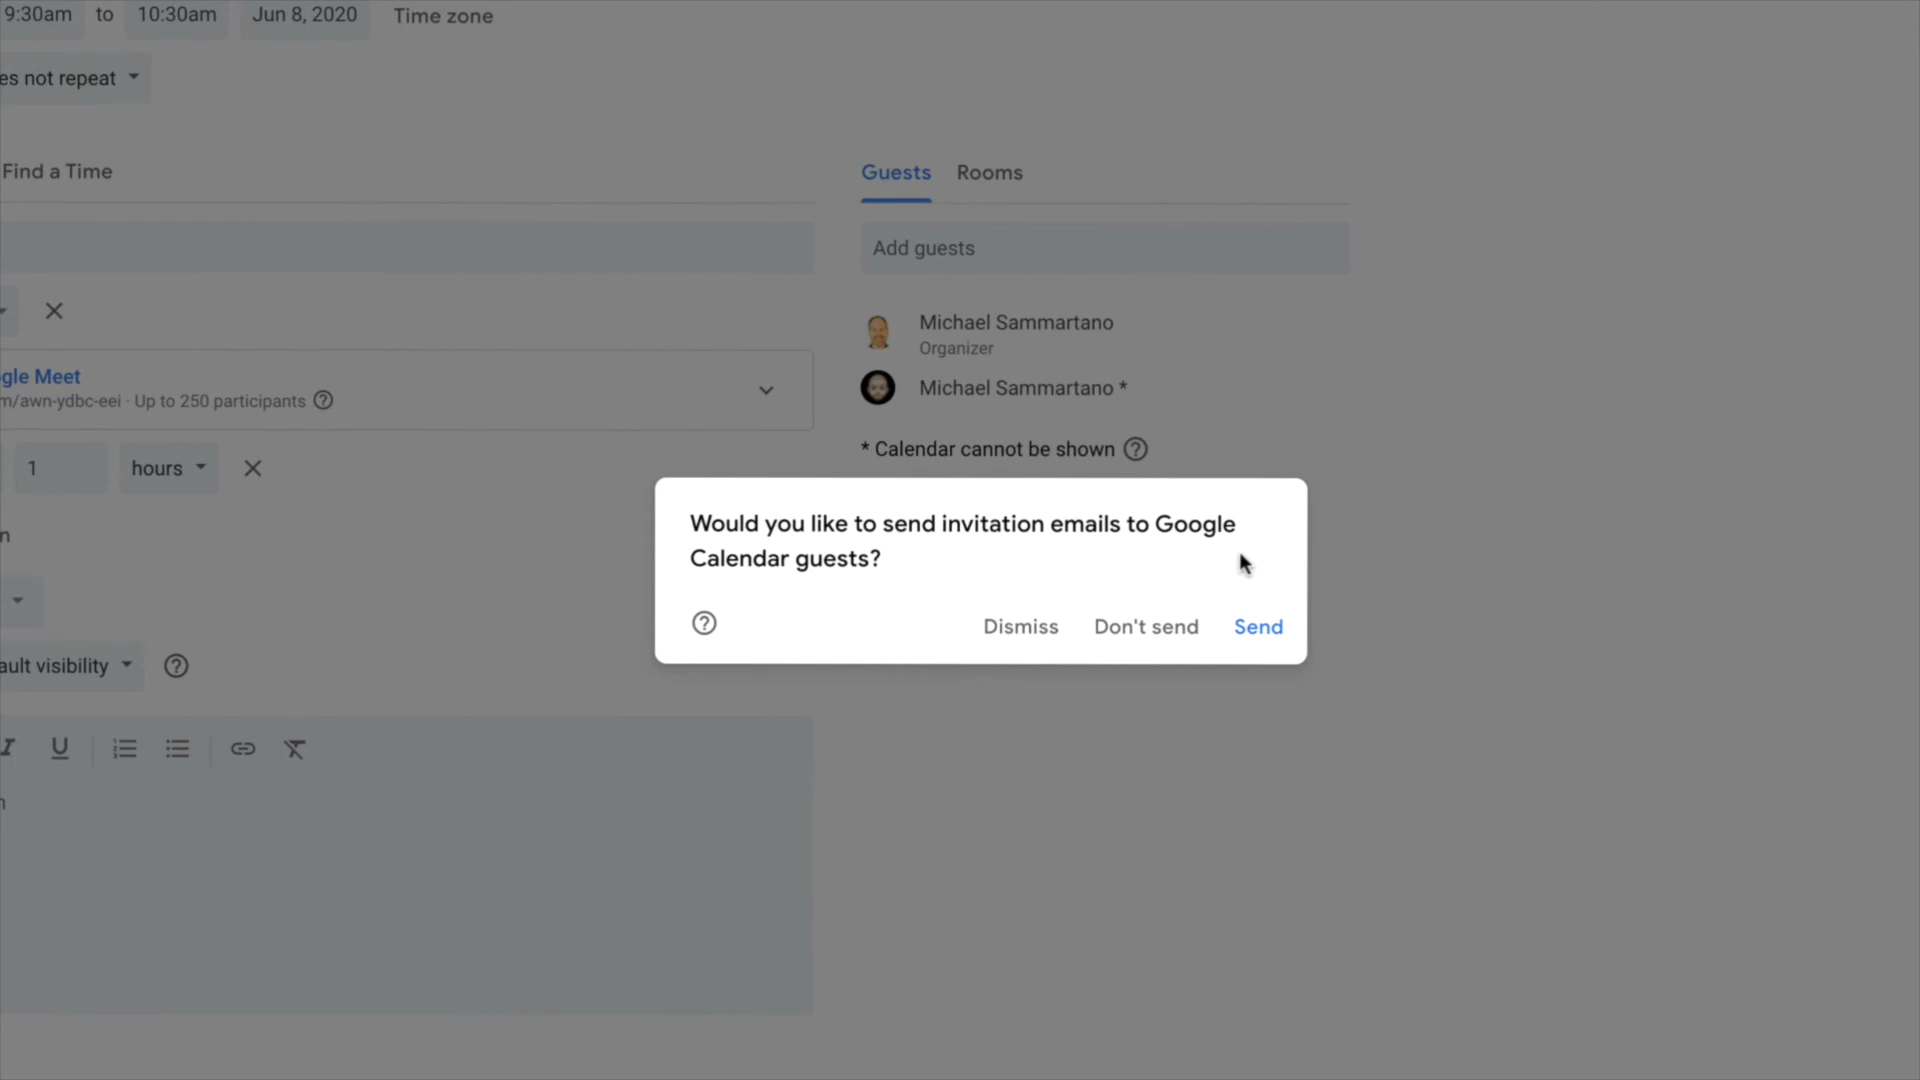 9:30am to 10:30am Jun 8, 2020 Time zone
es not repeat
Find a Time
Guests Rooms
Add guests
Michael Sammartano
Organizer
gle Meet
m/awn-ydbc-eei · Up to 250 participants
Michael Sammartano *
* Calendar cannot be shown
1 hours
Would you like to send invitation emails to Google
Calendar guests?
n
Dismiss Don't send Send
ault visibility
n